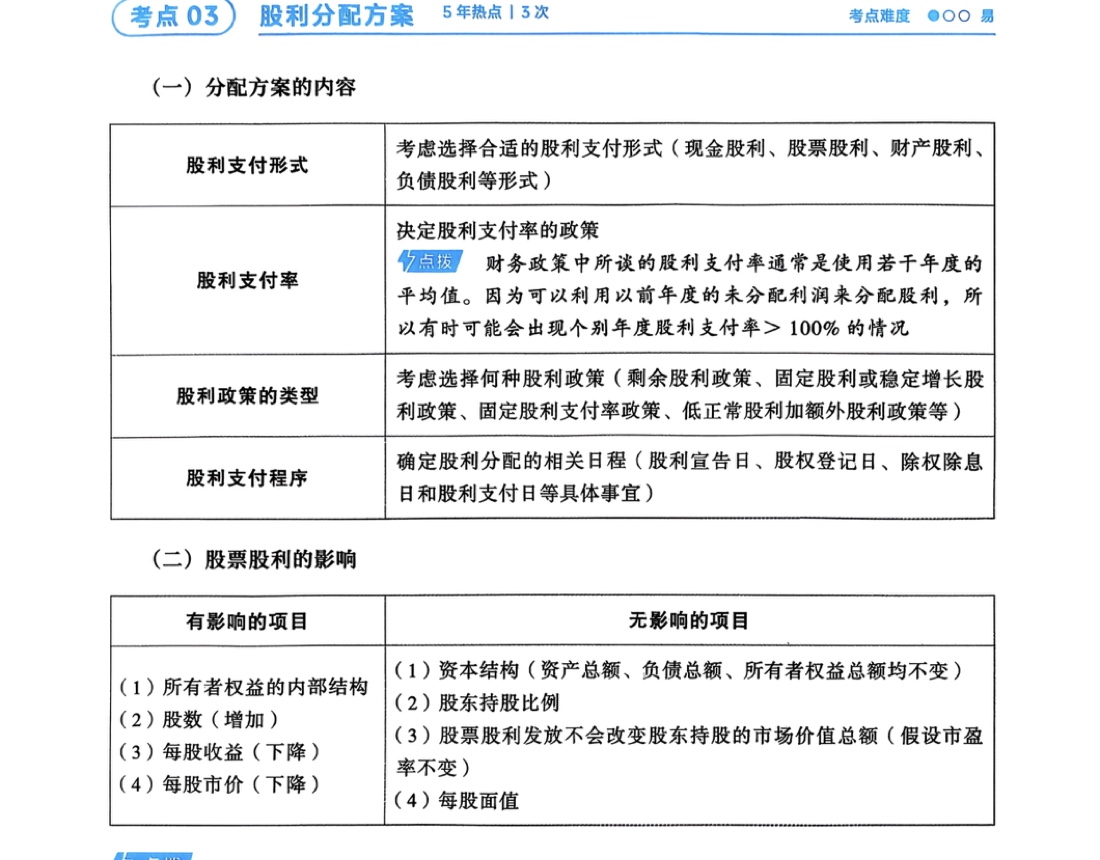 考点 03 股利分配方案 5 年热点 | 3 次 考点难度 易
（一）分配方案的内容
股利支付形式
考虑选择合适的股利支付形式（现金股利、股票股利、财产股利、
负债股利等形式）
股利支付率
决定股利支付率的政策
点拨 财务政策中所谈的股利支付率通常是使用若干年度的
平均值。因为可以利用以前年度的未分配利润来分配股利，所
以有时可能会出现个别年度股利支付率＞ 100% 的情况
股利政策的类型
考虑选择何种股利政策（剩余股利政策、固定股利或稳定增长股
利政策、固定股利支付率政策、低正常股利加额外股利政策等）
股利支付程序
确定股利分配的相关日程（股利宣告日、股权登记日、除权除息
日和股利支付日等具体事宜）
（二）股票股利的影响
有影响的项目
无影响的项目
（1）所有者权益的内部结构
（2）股数（增加）
（3）每股收益（下降）
（4）每股市价（下降）
（1）资本结构（资产总额、负债总额、所有者权益总额均不变）
（2）股东持股比例
（3）股票股利发放不会改变股东持股的市场价值总额（假设市盈
率不变）
（4）每股面值